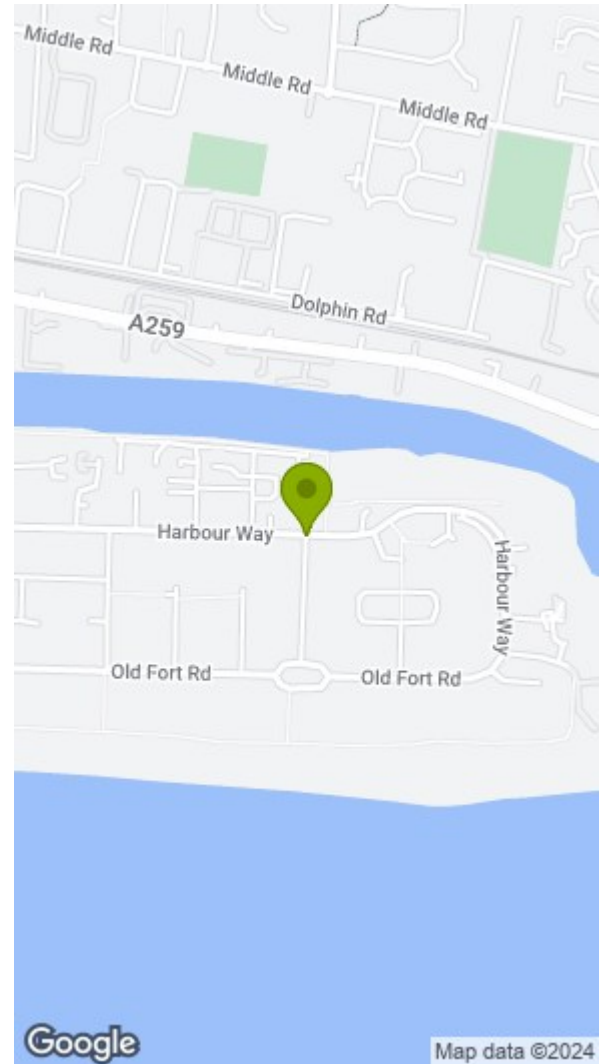 Middle Rd
Middle Rd
Middle Rd
Dolphin Rd
A259
Harbour Way
Harbour Way
Old Fort Rd
Old Fort Rd
Google
Map data ©2024